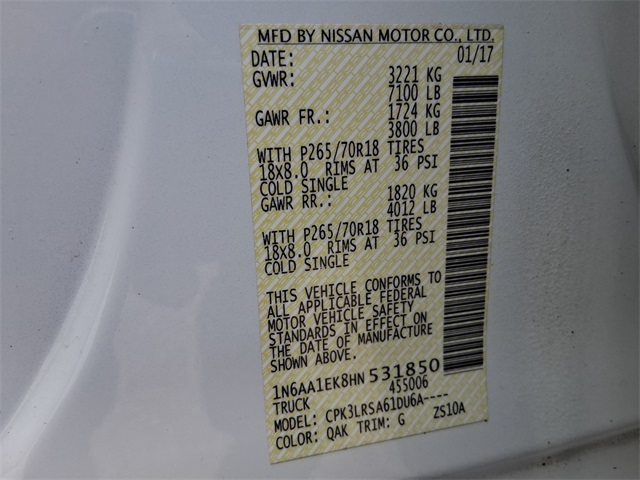 MFD BY NISSAN MOTOR CO., LTD.
DATE: 01/17
GVWR: 3221 KG
7100 LB
GAWR FR.: 1724 KG
3800 LB
WITH P265/70R18 TIRES
18x8.0 RIMS AT 36 PSI
COLD SINGLE
GAWR RR.: 1820 KG
4012 LB
WITH P265/70R18 TIRES
18x8.0 RIMS AT 36 PSI
COLD SINGLE
THIS VEHICLE CONFORMS TO
ALL APPLICABLE FEDERAL
MOTOR VEHICLE SAFETY
STANDARDS IN EFFECT ON
THE DATE OF MANUFACTURE
SHOWN ABOVE.
1N6AA1EK8HN 531850
TRUCK 455006
MODEL: CPK3LRSA61DU6A----
COLOR: QAK TRIM: G ZS10A